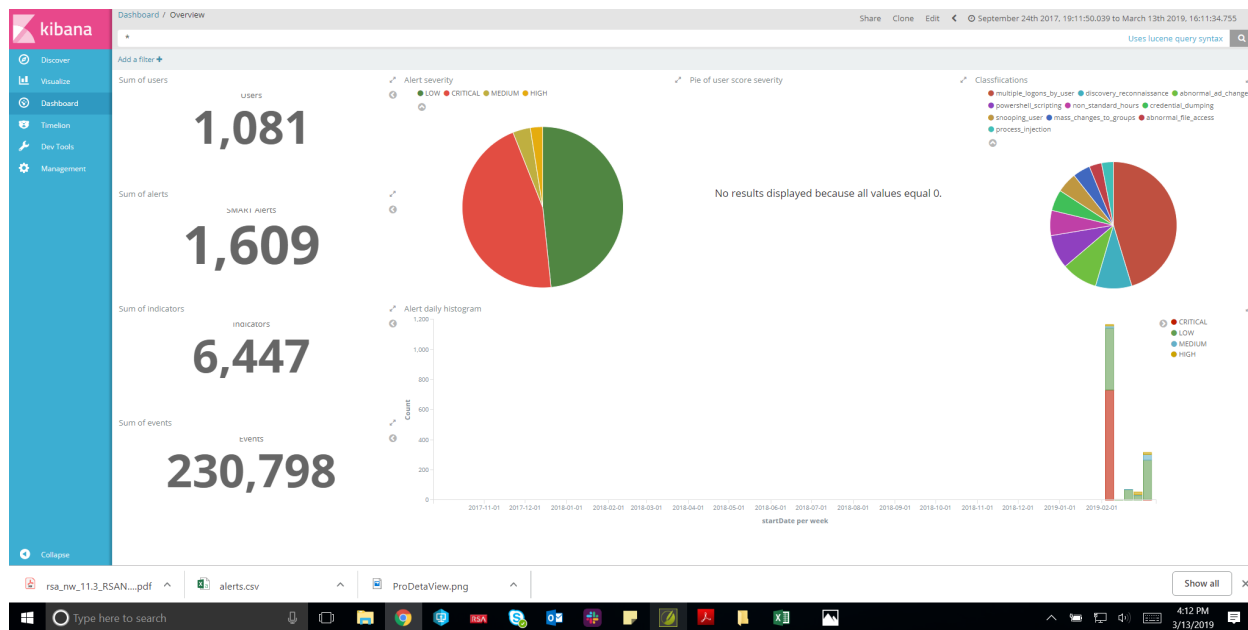 kibana
Discover
Visualize
Dashboard
Timelion
Dev Tools
Management
Collapse
Dashboard / Overview
Share Clone Edit September 24th 2017, 19:11:50.039 to March 13th 2019, 16:11:34.755
*
Uses lucene query syntax
Add a filter +
Sum of users
Users
1,081
Sum of alerts
SMART Alerts
1,609
Sum of indicators
Indicators
6,447
Sum of events
Events
230,798
Alert severity
LOW CRITICAL MEDIUM HIGH
Pie of user score severity
No results displayed because all values equal 0.
Classfiications
multiple_logons_by_user discovery_reconnaissance abnormal_ad_change
powershell_scripting non_standard_hours credential_dumping
snooping_user mass_changes_to_groups abnormal_file_access
process_injection
Alert daily histogram
1,200
1,000
800
600
400
200
0
Count
2017-11-01 2017-12-01 2018-01-01 2018-02-01 2018-03-01 2018-04-01 2018-05-01 2018-06-01 2018-07-01 2018-08-01 2018-09-01 2018-10-01 2018-11-01 2018-12-01 2019-01-01 2019-02-01
startDate per week
CRITICAL
LOW
MEDIUM
HIGH
rsa_nw_11.3_RSAN....pdf
alerts.csv
ProDetaView.png
Show all
Type here to search
RSA
4:12 PM
3/13/2019